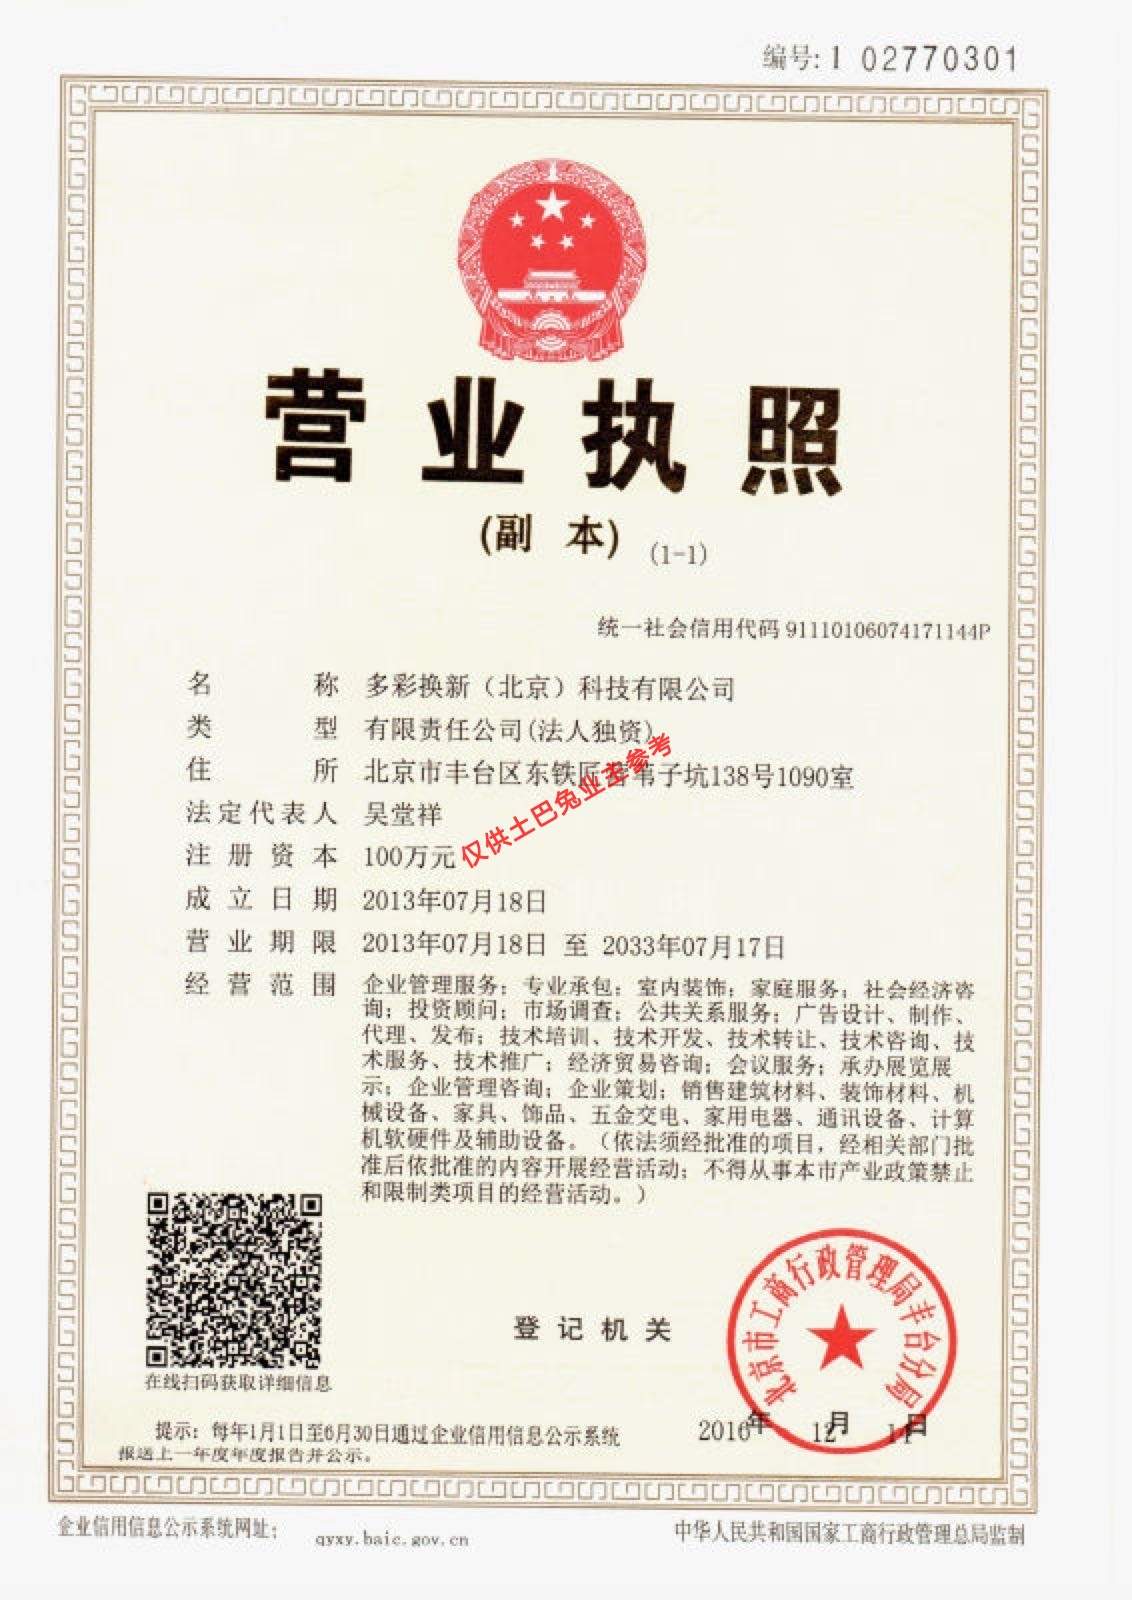 编号: 1 02770301
营业执照
(副 本) (1-1)
统一社会信用代码 91110106074171144P
名 称 多彩换新（北京）科技有限公司
类 型 有限责任公司(法人独资)
住 所 北京市丰台区东铁匠营苇子坑138号1090室
法定代表人 吴堂祥
注册资本 100万元
成立日期 2013年07月18日
营业期限 2013年07月18日 至 2033年07月17日
经营范围 企业管理服务；专业承包；室内装饰；家庭服务；社会经济咨
询；投资顾问；市场调查；公共关系服务；广告设计、制作、
代理、发布；技术培训、技术开发、技术转让、技术咨询、技
术服务、技术推广；经济贸易咨询；会议服务；承办展览展
示；企业管理咨询；企业策划；销售建筑材料、装饰材料、机
械设备、家具、饰品、五金交电、家用电器、通讯设备、计算
机软硬件及辅助设备。（依法须经批准的项目，经相关部门批
准后依批准的内容开展经营活动；不得从事本市产业政策禁止
和限制类项目的经营活动。）
仅供土巴兔业主参考
在线扫码获取详细信息
登记机关
北京市工商行政管理局丰台分局
2016年 12月 日
提示：每年1月1日至6月30日通过企业信用信息公示系统
报送上一年度年度报告并公示。
企业信用信息公示系统网址： qyxy.baic.gov.cn
中华人民共和国国家工商行政管理总局监制